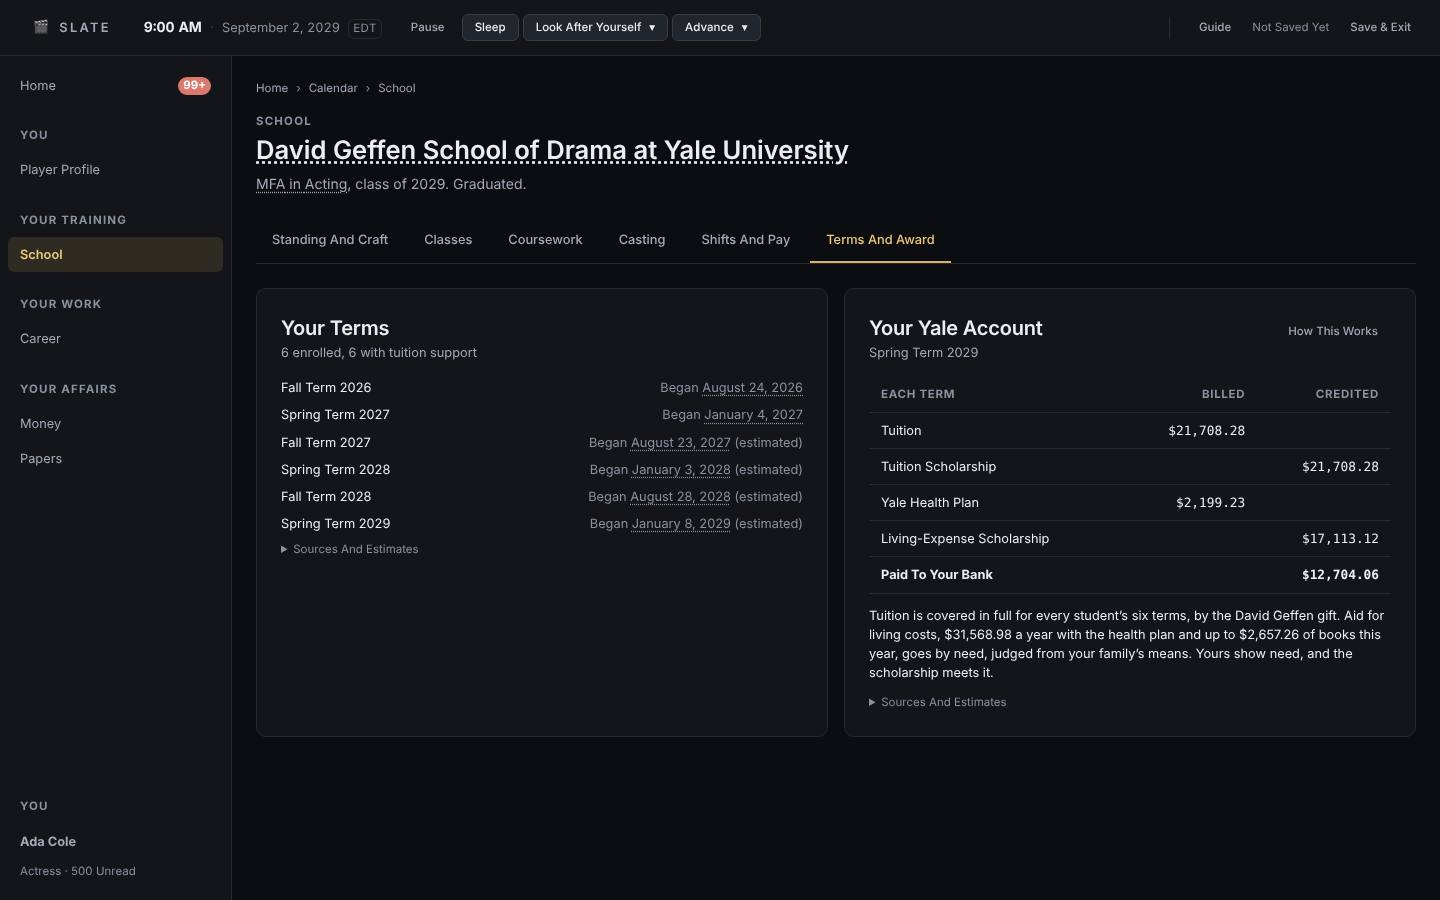 SLATE
9:00 AM · September 2, 2029 EDT
Pause
Sleep
Look After Yourself ▾
Advance ▾
Guide
Not Saved Yet
Save & Exit
Home
99+
YOU
Player Profile
YOUR TRAINING
School
YOUR WORK
Career
YOUR AFFAIRS
Money
Papers
YOU
Ada Cole
Actress · 500 Unread
Home › Calendar › School
SCHOOL
David Geffen School of Drama at Yale University
MFA in Acting, class of 2029. Graduated.
Standing And Craft
Classes
Coursework
Casting
Shifts And Pay
Terms And Award
Your Terms
6 enrolled, 6 with tuition support
Fall Term 2026 Began August 24, 2026
Spring Term 2027 Began January 4, 2027
Fall Term 2027 Began August 23, 2027 (estimated)
Spring Term 2028 Began January 3, 2028 (estimated)
Fall Term 2028 Began August 28, 2028 (estimated)
Spring Term 2029 Began January 8, 2029 (estimated)
▶ Sources And Estimates
Your Yale Account
How This Works
Spring Term 2029
EACH TERM BILLED CREDITED
Tuition $21,708.28
Tuition Scholarship $21,708.28
Yale Health Plan $2,199.23
Living-Expense Scholarship $17,113.12
Paid To Your Bank $12,704.06
Tuition is covered in full for every student’s six terms, by the David Geffen gift. Aid for
living costs, $31,568.98 a year with the health plan and up to $2,657.26 of books this
year, goes by need, judged from your family’s means. Yours show need, and the
scholarship meets it.
▶ Sources And Estimates